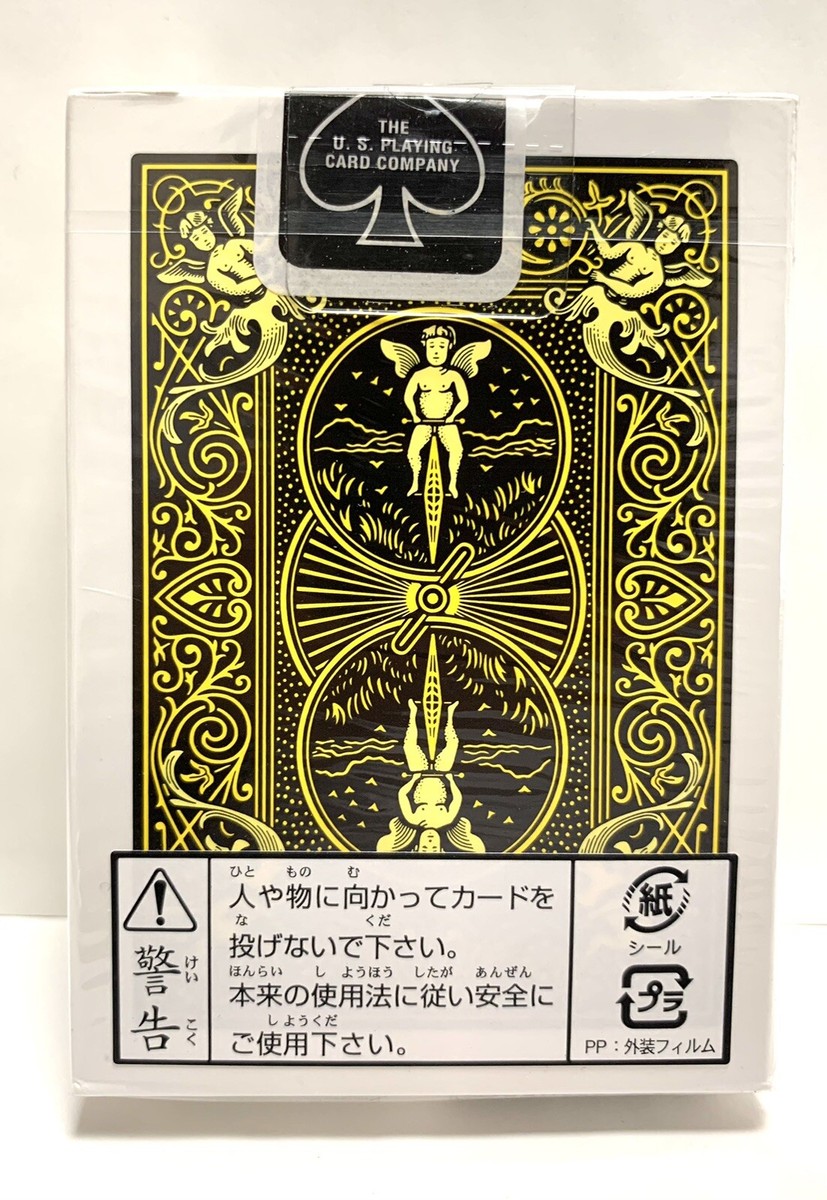 THE
U. S. PLAYING
CARD COMPANY
警告
けいこく
ひと もの む
人や物に向かってカードを
な くだ
投げないで下さい。
ほんらい しようほう したが あんぜん
本来の使用法に従い安全に
しようくだ
ご使用下さい。
紙
シール
プラ
PP：外装フィルム